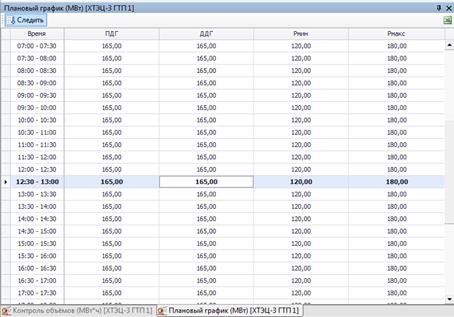 Плановый график (МВт) [ХТЭЦ-3 ГТП 1]
Следить
Время ПДГ ДДГ Pмин Pмакс
07:00 - 07:30 165,00 165,00 120,00 180,00
07:30 - 08:00 165,00 165,00 120,00 180,00
08:00 - 08:30 165,00 165,00 120,00 180,00
08:30 - 09:00 165,00 165,00 120,00 180,00
09:00 - 09:30 165,00 165,00 120,00 180,00
09:30 - 10:00 165,00 165,00 120,00 180,00
10:00 - 10:30 165,00 165,00 120,00 180,00
10:30 - 11:00 165,00 165,00 120,00 180,00
11:00 - 11:30 165,00 165,00 120,00 180,00
11:30 - 12:00 165,00 165,00 120,00 180,00
12:00 - 12:30 165,00 165,00 120,00 180,00
12:30 - 13:00 165,00 165,00 120,00 180,00
13:00 - 13:30 165,00 165,00 120,00 180,00
13:30 - 14:00 165,00 165,00 120,00 180,00
14:00 - 14:30 165,00 165,00 120,00 180,00
14:30 - 15:00 165,00 165,00 120,00 180,00
15:00 - 15:30 165,00 165,00 120,00 180,00
15:30 - 16:00 165,00 165,00 120,00 180,00
16:00 - 16:30 165,00 165,00 120,00 180,00
16:30 - 17:00 165,00 165,00 120,00 180,00
17:00 - 17:30 165,00 165,00 120,00 180,00
Контроль объёмов (МВт*ч) [ХТЭЦ-3 ГТП 1] Плановый график (МВт) [ХТЭЦ-3 ГТП 1]